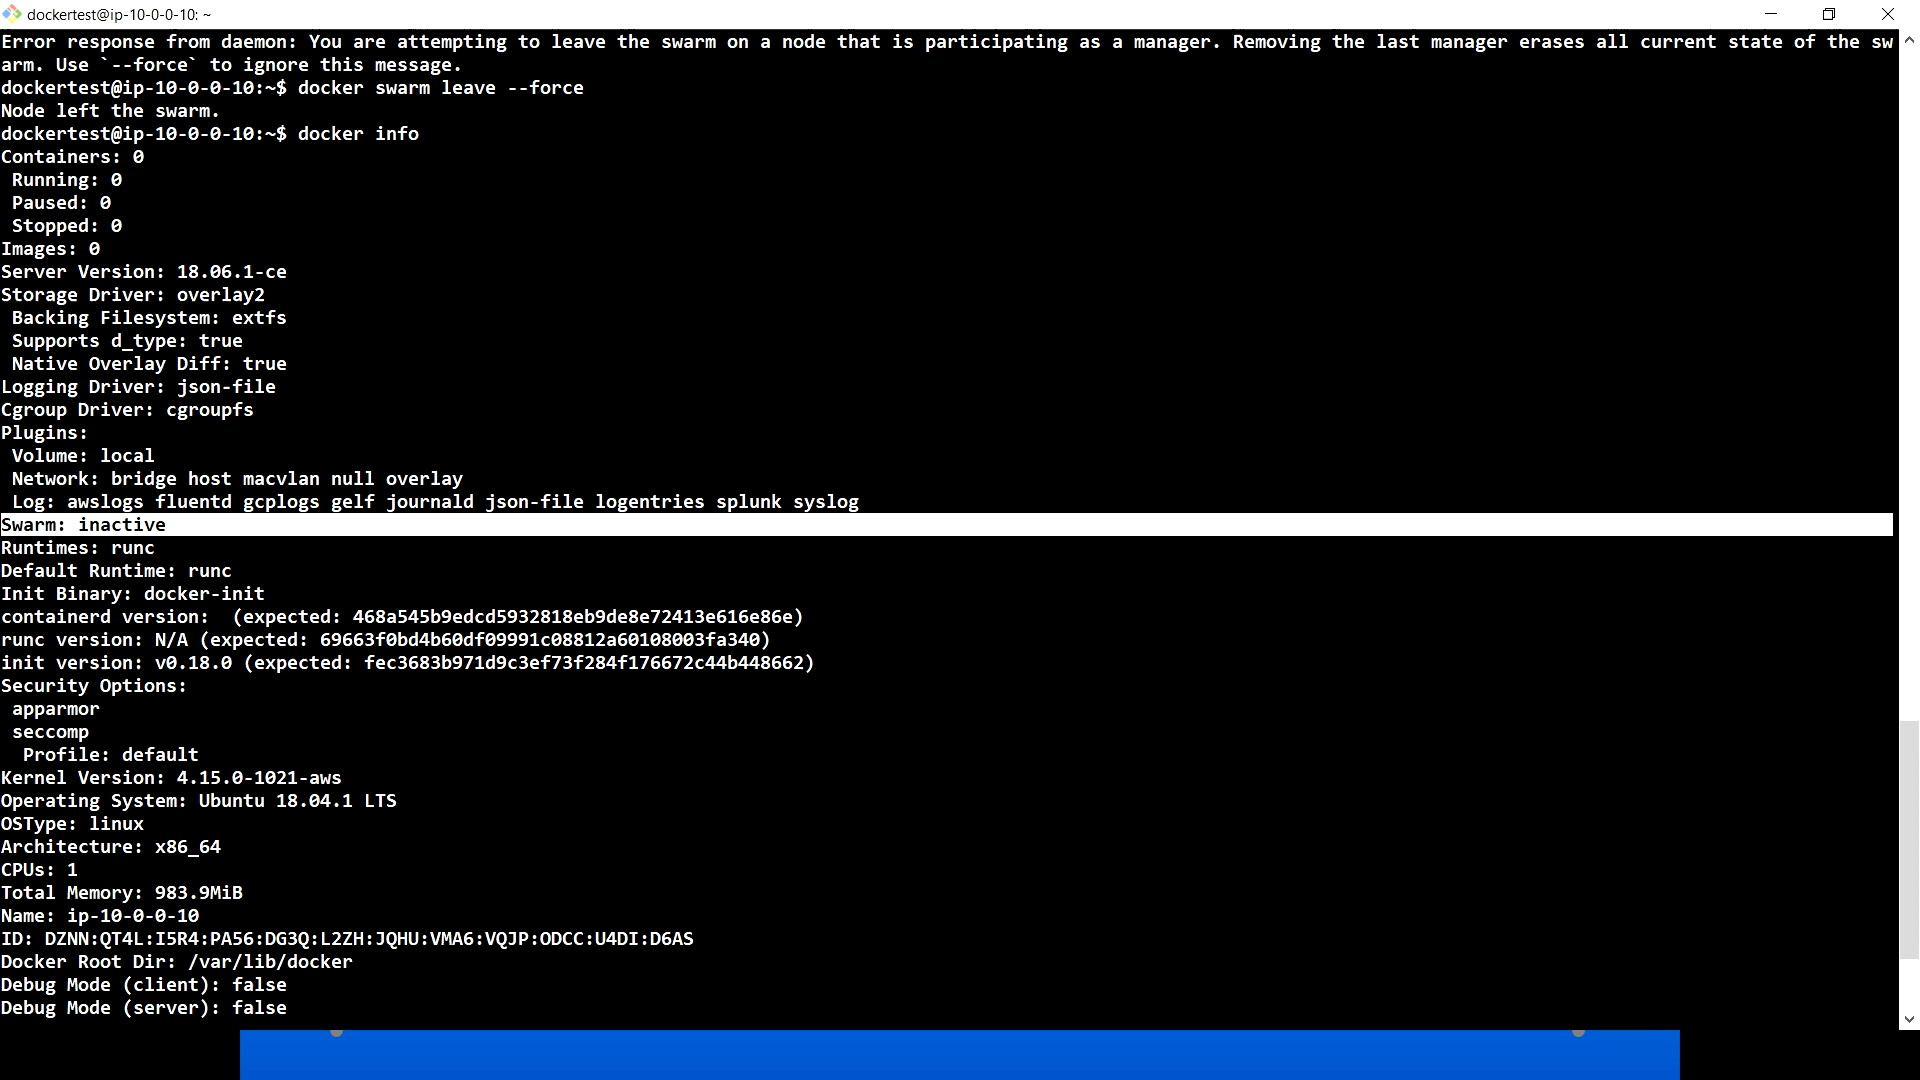 dockertest@ip-10-0-0-10: ~
Error response from daemon: You are attempting to leave the swarm on a node that is participating as a manager. Removing the last manager erases all current state of the sw
arm. Use `--force` to ignore this message.
dockertest@ip-10-0-0-10:~$ docker swarm leave --force
Node left the swarm.
dockertest@ip-10-0-0-10:~$ docker info
Containers: 0
 Running: 0
 Paused: 0
 Stopped: 0
Images: 0
Server Version: 18.06.1-ce
Storage Driver: overlay2
 Backing Filesystem: extfs
 Supports d_type: true
 Native Overlay Diff: true
Logging Driver: json-file
Cgroup Driver: cgroupfs
Plugins:
 Volume: local
 Network: bridge host macvlan null overlay
 Log: awslogs fluentd gcplogs gelf journald json-file logentries splunk syslog
Swarm: inactive
Runtimes: runc
Default Runtime: runc
Init Binary: docker-init
containerd version:  (expected: 468a545b9edcd5932818eb9de8e72413e616e86e)
runc version: N/A (expected: 69663f0bd4b60df09991c08812a60108003fa340)
init version: v0.18.0 (expected: fec3683b971d9c3ef73f284f176672c44b448662)
Security Options:
 apparmor
 seccomp
  Profile: default
Kernel Version: 4.15.0-1021-aws
Operating System: Ubuntu 18.04.1 LTS
OSType: linux
Architecture: x86_64
CPUs: 1
Total Memory: 983.9MiB
Name: ip-10-0-0-10
ID: DZNN:QT4L:I5R4:PA56:DG3Q:L2ZH:JQHU:VMA6:VQJP:ODCC:U4DI:D6AS
Docker Root Dir: /var/lib/docker
Debug Mode (client): false
Debug Mode (server): false